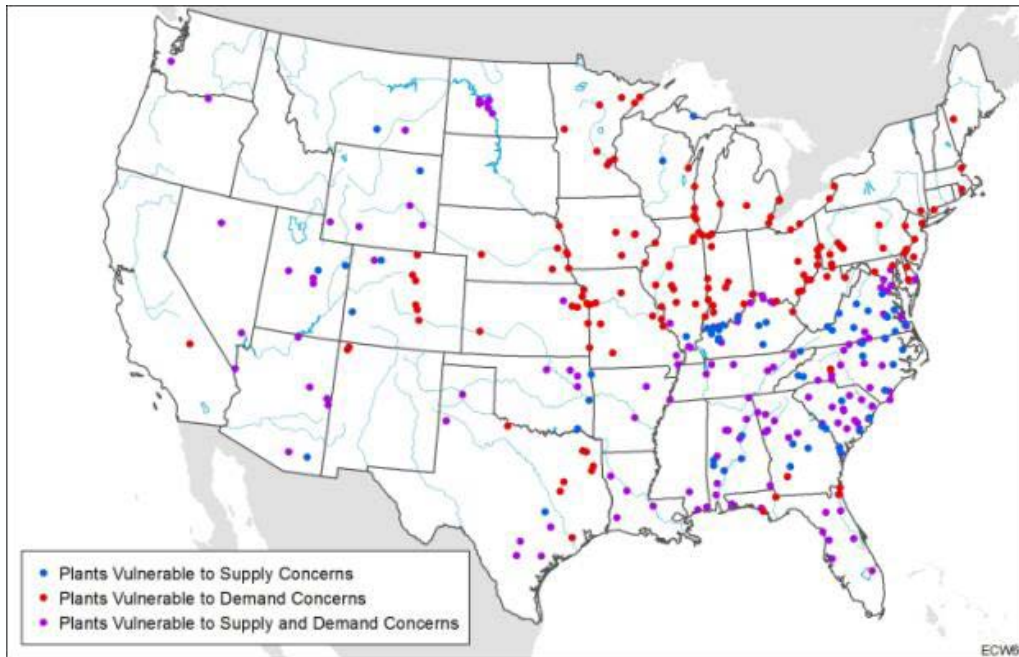 Plants Vulnerable to Supply Concerns
Plants Vulnerable to Demand Concerns
Plants Vulnerable to Supply and Demand Concerns
ECW6